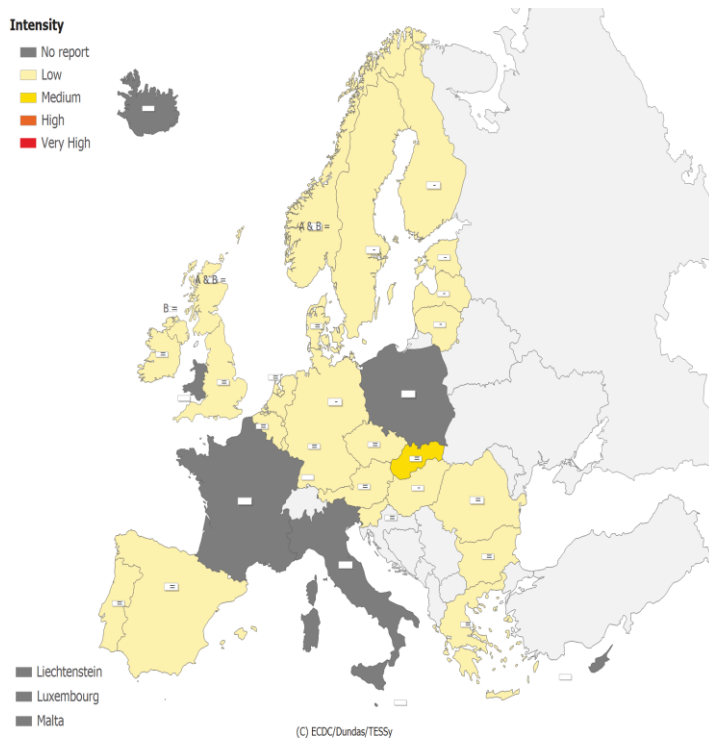 Intensity
No report
Low
Medium
High
Very High
A & B =
A & B =
B =
Liechtenstein
Luxembourg
Malta
(C) ECDC/Dundas/TESSy